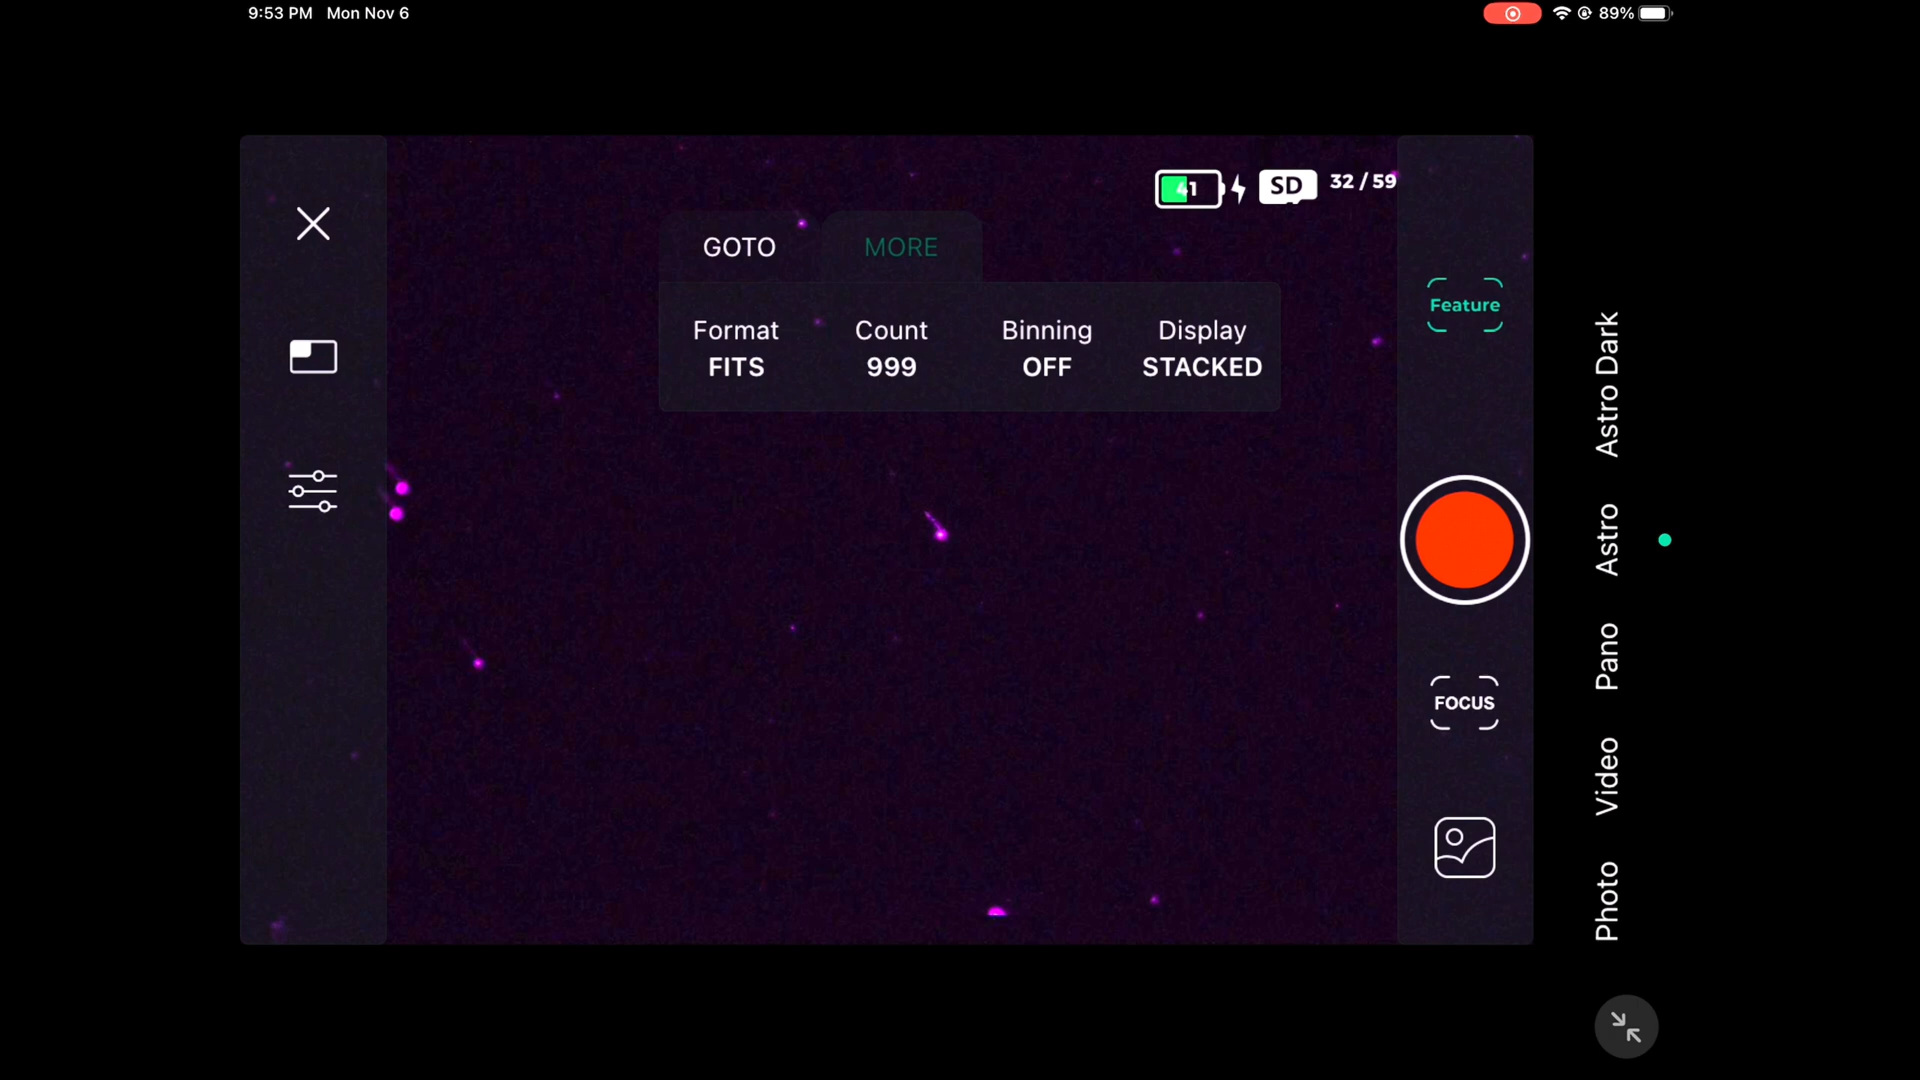 9:53 PM Mon Nov 6
89%
41
SD
32 / 59
GOTO
MORE
Format
FITS
Count
999
Binning
OFF
Display
STACKED
Feature
FOCUS
Astro Dark
Astro
Pano
Video
Photo